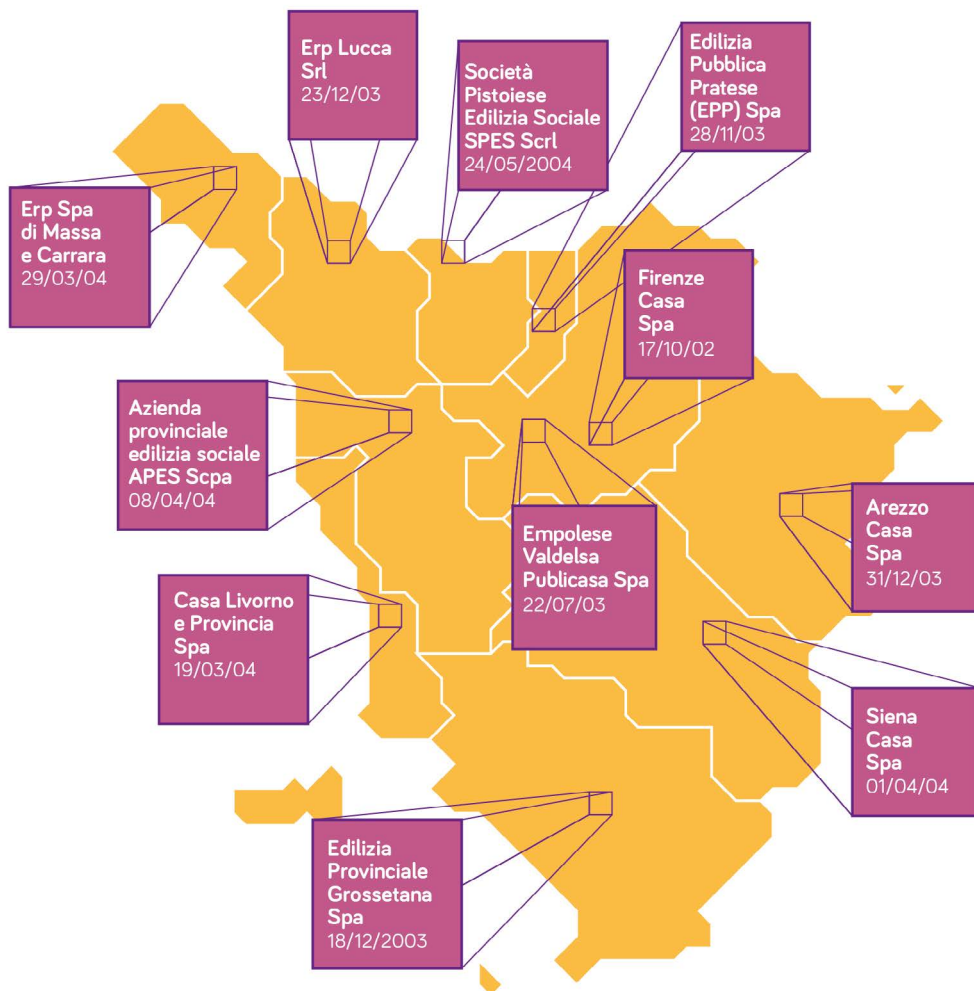 Erp Lucca
Srl
23/12/03
Società
Pistoiese
Edilizia Sociale
SPES Scrl
24/05/2004
Edilizia
Pubblica
Pratese
(EPP) Spa
28/11/03
Erp Spa
di Massa
e Carrara
29/03/04
Firenze
Casa
Spa
17/10/02
Azienda
provinciale
edilizia sociale
APES Scpa
08/04/04
Empolese
Valdelsa
Publicasa Spa
22/07/03
Arezzo
Casa
Spa
31/12/03
Casa Livorno
e Provincia
Spa
19/03/04
Siena
Casa
Spa
01/04/04
Edilizia
Provinciale
Grossetana
Spa
18/12/2003